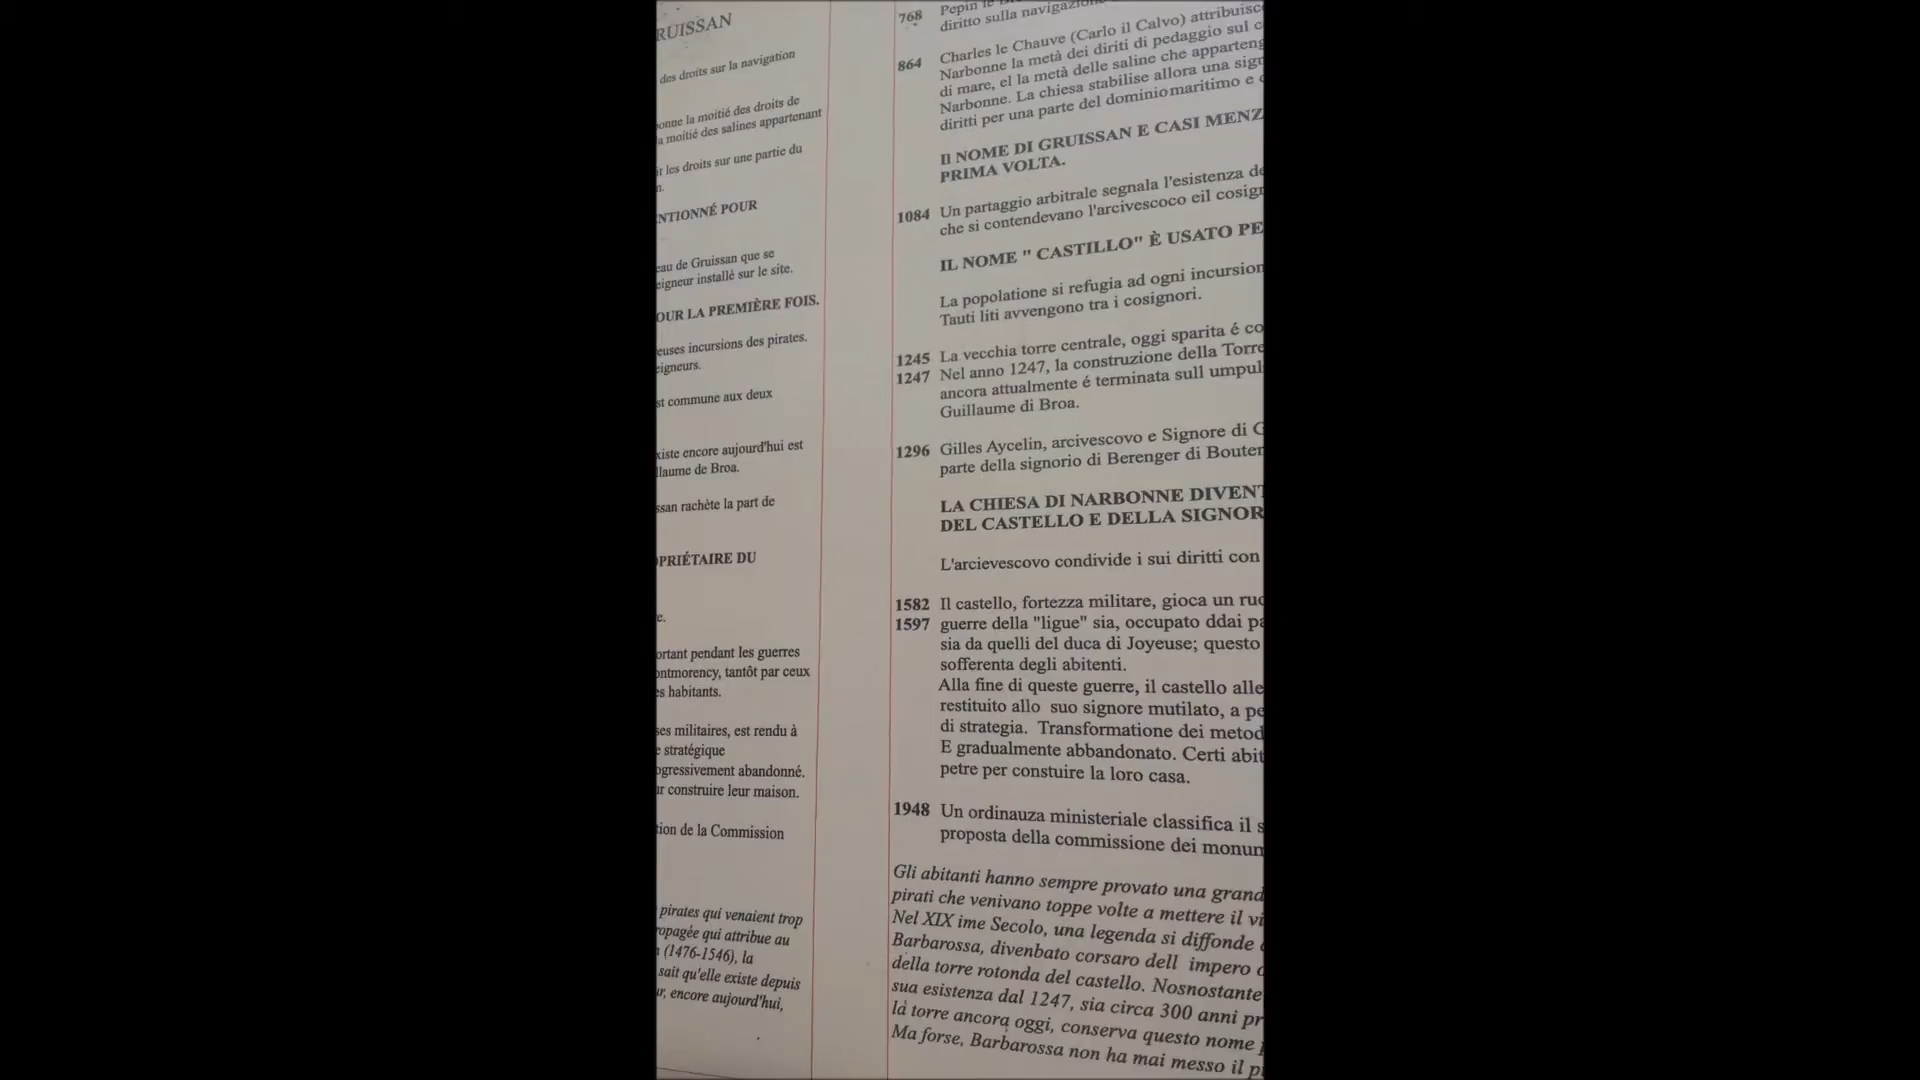 RUISSAN
des droits sur la navigation
onne la moitié des droits de
a moitié des salines appartenant
it les droits sur une partie du
n.
NTIONNÉ POUR
eau de Gruissan que se
eigneur installé sur le site.
OUR LA PREMIÈRE FOIS.
euses incursions des pirates.
eigneurs.
st commune aux deux
xiste encore aujourd'hui est
llaume de Broa.
ssan rachète la part de
OPRIÉTAIRE DU
e.
ortant pendant les guerres
ontmorency, tantôt par ceux
es habitants.
ses militaires, est rendu à
e stratégique
ogressivement abandonné.
ur construire leur maison.
tion de la Commission
pirates qui venaient trop
ropagée qui attribue au
(1476-1546), la
sait qu'elle existe depuis
ur, encore aujourd'hui,
768 Pepin le
diritto sulla navigazion
864 Charles le Chauve (Carlo il Calvo) attribuisc
Narbonne la metà dei diriti di pedaggio sul c
di mare, el la metà delle saline che apparteng
Narbonne. La chiesa stabilise allora una sign
diritti per una parte del dominio maritimo e
Il NOME DI GRUISSAN E CASI MENZ
PRIMA VOLTA.
1084 Un partaggio arbitrale segnala l'esistenza de
che si contendevano l'arcivescoco eil cosign
IL NOME " CASTILLO" È USATO PE
La popolatione si refugia ad ogni incursion
Tauti liti avvengono tra i cosignori.
1245 La vecchia torre centrale, oggi sparita é co
1247 Nel anno 1247, la construzione della Torre
ancora attualmente é terminata sull umpul
Guillaume di Broa.
1296 Gilles Aycelin, arcivescovo e Signore di G
parte della signorio di Berenger di Bouten
LA CHIESA DI NARBONNE DIVENT
DEL CASTELLO E DELLA SIGNOR
L'arcievescovo condivide i sui diritti con
1582 Il castello, fortezza militare, gioca un ruo
1597 guerre della "ligue" sia, occupato ddai pa
sia da quelli del duca di Joyeuse; questo
sofferenta degli abitenti.
Alla fine di queste guerre, il castello alle
restituito allo suo signore mutilato, a pe
di strategia. Transformatione dei metod
E gradualmente abbandonato. Certi abit
petre per constuire la loro casa.
1948 Un ordinauza ministeriale classifica il s
proposta della commissione dei monum
Gli abitanti hanno sempre provato una grand
pirati che venivano toppe volte a mettere il vi
Nel XIX ime Secolo, una legenda si diffonde
Barbarossa, divenbato corsaro dell impero o
della torre rotonda del castello. Nosnostante
sua esistenza dal 1247, sia circa 300 anni pr
là torre ancora oggi, conserva questo nome
Ma forse, Barbarossa non ha mai messo il pi